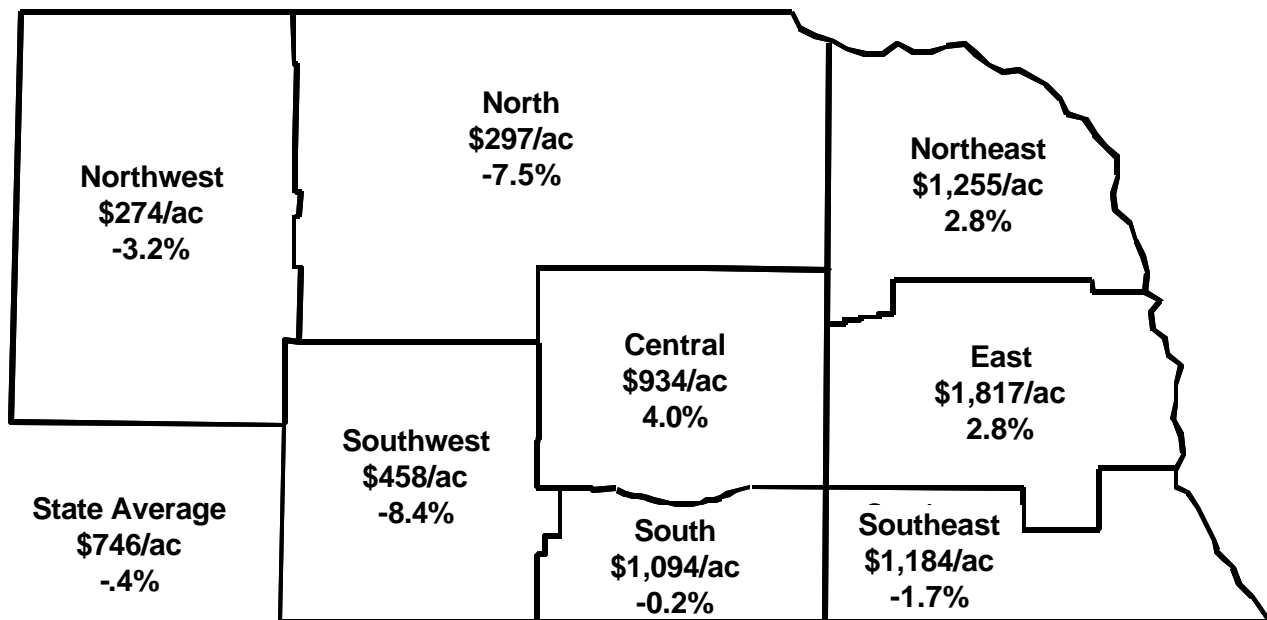 North
$297/ac
-7.5%
Northwest
$274/ac
-3.2%
Northeast
$1,255/ac
2.8%
Central
$934/ac
4.0%
East
$1,817/ac
2.8%
Southwest
$458/ac
-8.4%
State Average
$746/ac
-.4%
South
$1,094/ac
-0.2%
Southeast
$1,184/ac
-1.7%